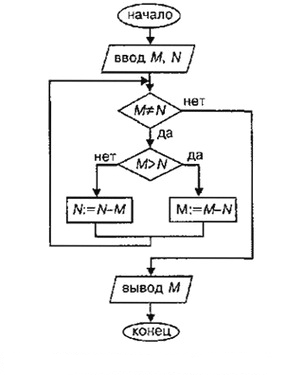 начало
ввод M, N
M≠N
нет
да
M>N
нет
да
N:=N–M
M:=M–N
вывод M
конец